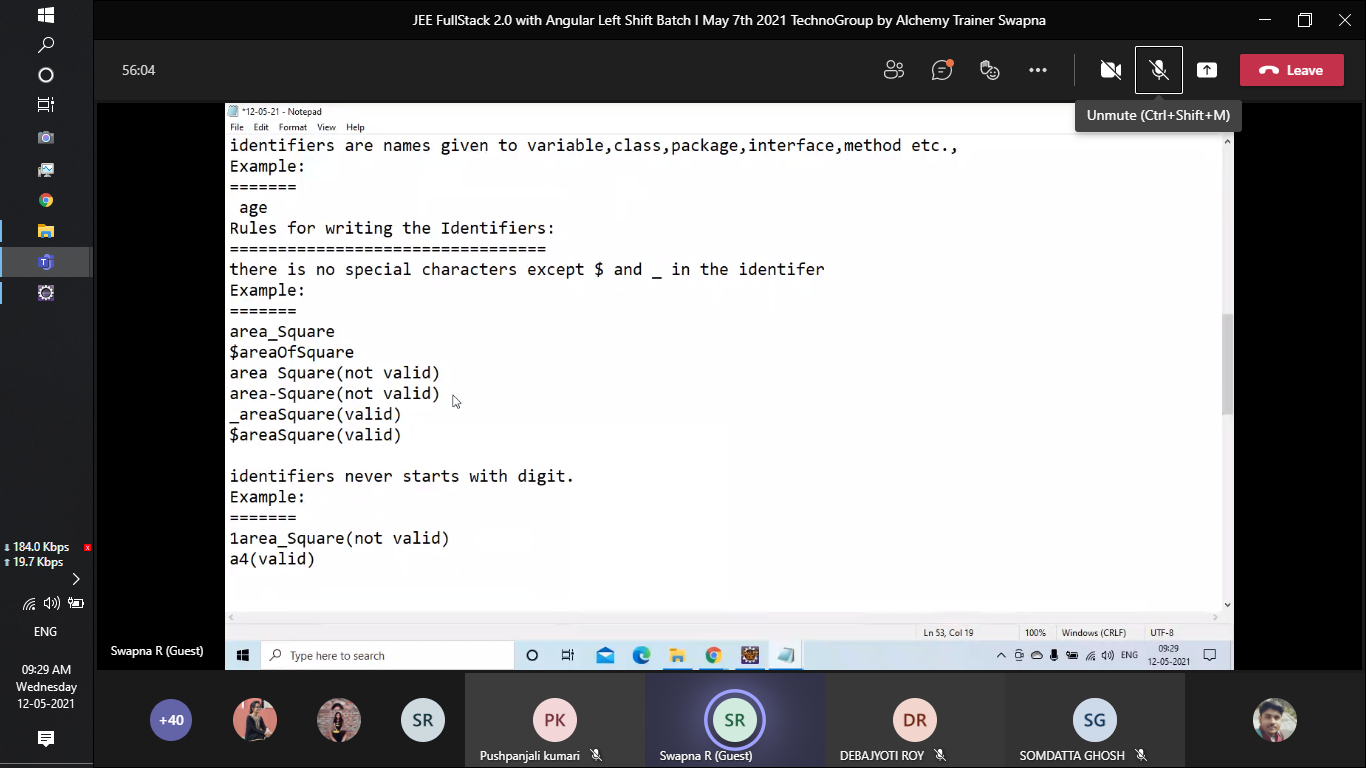 JEE FullStack 2.0 with Angular Left Shift Batch I May 7th 2021 TechnoGroup by Alchemy Trainer Swapna
56:04
Leave
Unmute (Ctrl+Shift+M)
*12-05-21 - Notepad
File Edit Format View Help
identifiers are names given to variable,class,package,interface,method etc.,
Example:
=======
age
Rules for writing the Identifiers:
=================================
there is no special characters except $ and _ in the identifer
Example:
=======
area_Square
$areaOfSquare
area Square(not valid)
area-Square(not valid)
_areaSquare(valid)
$areaSquare(valid)
identifiers never starts with digit.
Example:
=======
1area_Square(not valid)
a4(valid)
Ln 53, Col 19 100% Windows (CRLF) UTF-8
Type here to search
ENG
09:29
12-05-2021
Swapna R (Guest)
184.0 Kbps
19.7 Kbps
ENG
09:29 AM
Wednesday
12-05-2021
+40
SR
PK
Pushpanjali kumari
SR
Swapna R (Guest)
DR
DEBAJYOTI ROY
SG
SOMDATTA GHOSH